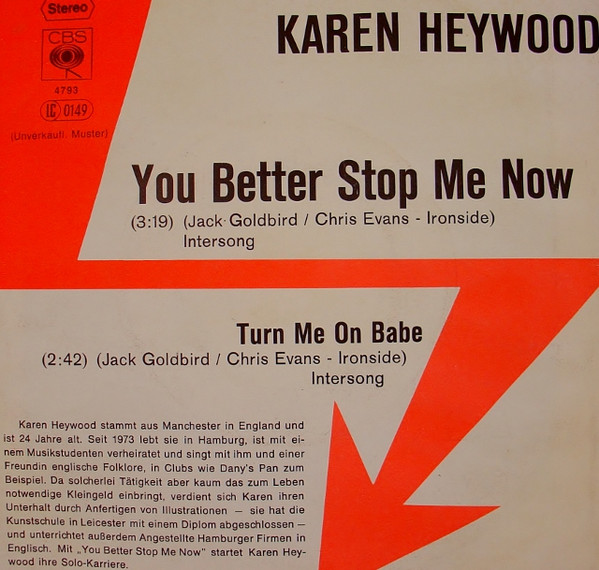 Stereo
KAREN HEYWOOD
CBS
4793
LC 0149
(Unverkäufl. Muster)
You Better Stop Me Now
(3:19) (Jack Goldbird / Chris Evans - Ironside)
Intersong
Turn Me On Babe
(2:42) (Jack Goldbird / Chris Evans - Ironside)
Intersong
Karen Heywood stammt aus Manchester in England und
ist 24 Jahre alt. Seit 1973 lebt sie in Hamburg, ist mit ei-
nem Musikstudenten verheiratet und singt mit ihm und einer
Freundin englische Folklore, in Clubs wie Dany's Pan zum
Beispiel. Da solcherlei Tätigkeit aber kaum das zum Leben
notwendige Kleingeld einbringt, verdient sich Karen ihren
Unterhalt durch Anfertigen von Illustrationen — sie hat die
Kunstschule in Leicester mit einem Diplom abgeschlossen —
und unterrichtet außerdem Angestellte Hamburger Firmen in
Englisch. Mit „You Better Stop Me Now" startet Karen Hey-
wood ihre Solo-Karriere.